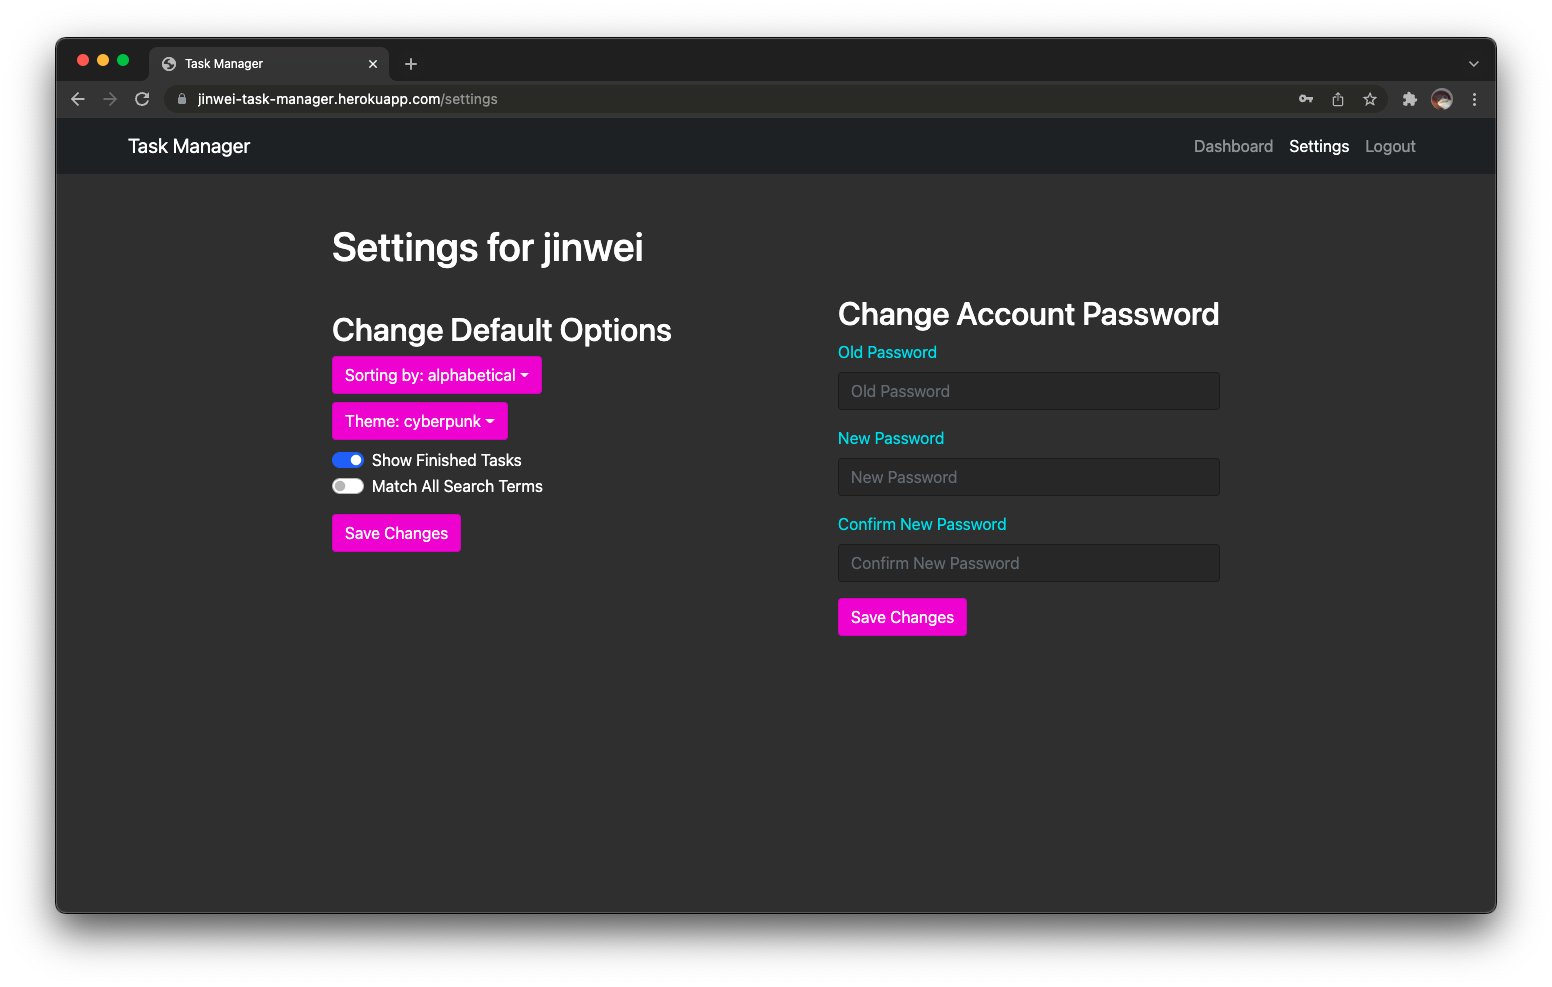 Task Manager
jinwei-task-manager.herokuapp.com/settings
Task Manager
Dashboard Settings Logout
Settings for jinwei
Change Default Options
Sorting by: alphabetical
Theme: cyberpunk
Show Finished Tasks
Match All Search Terms
Save Changes
Change Account Password
Old Password
Old Password
New Password
New Password
Confirm New Password
Confirm New Password
Save Changes